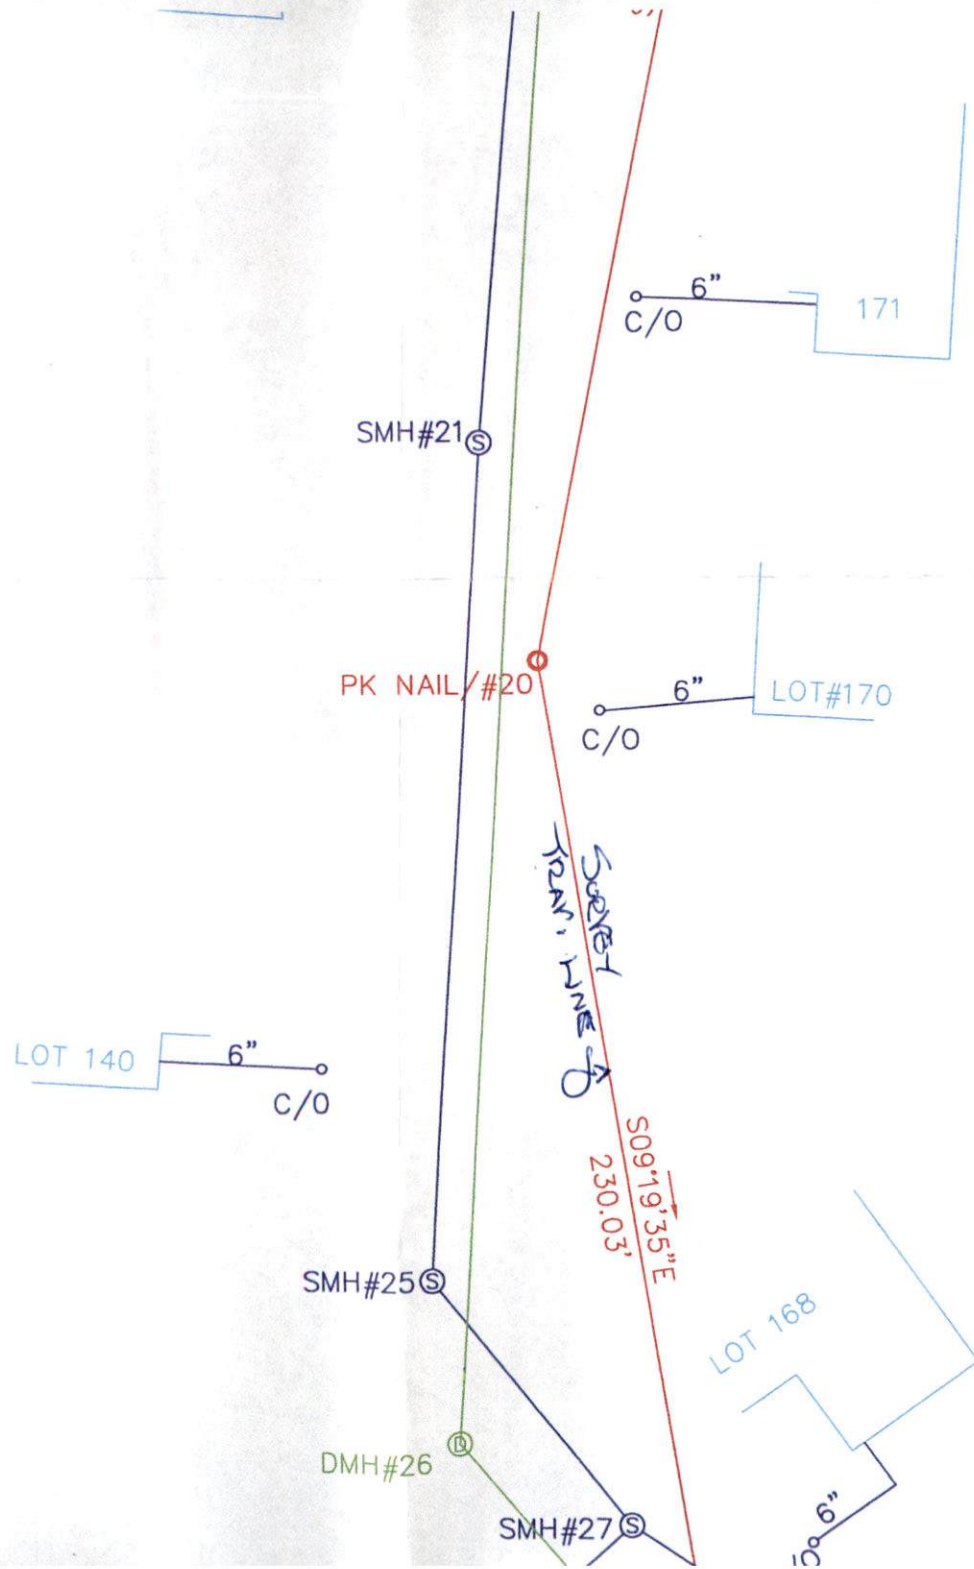 6"
171
C/O
SMH#21 S
PK NAIL/#20
6"
LOT#170
C/O
SURVEY
TRAV. LINE
LOT 140
6"
C/O
S09°19'35"E
230.03'
SMH#25 S
LOT 168
DMH#26 D
6"
SMH#27 S